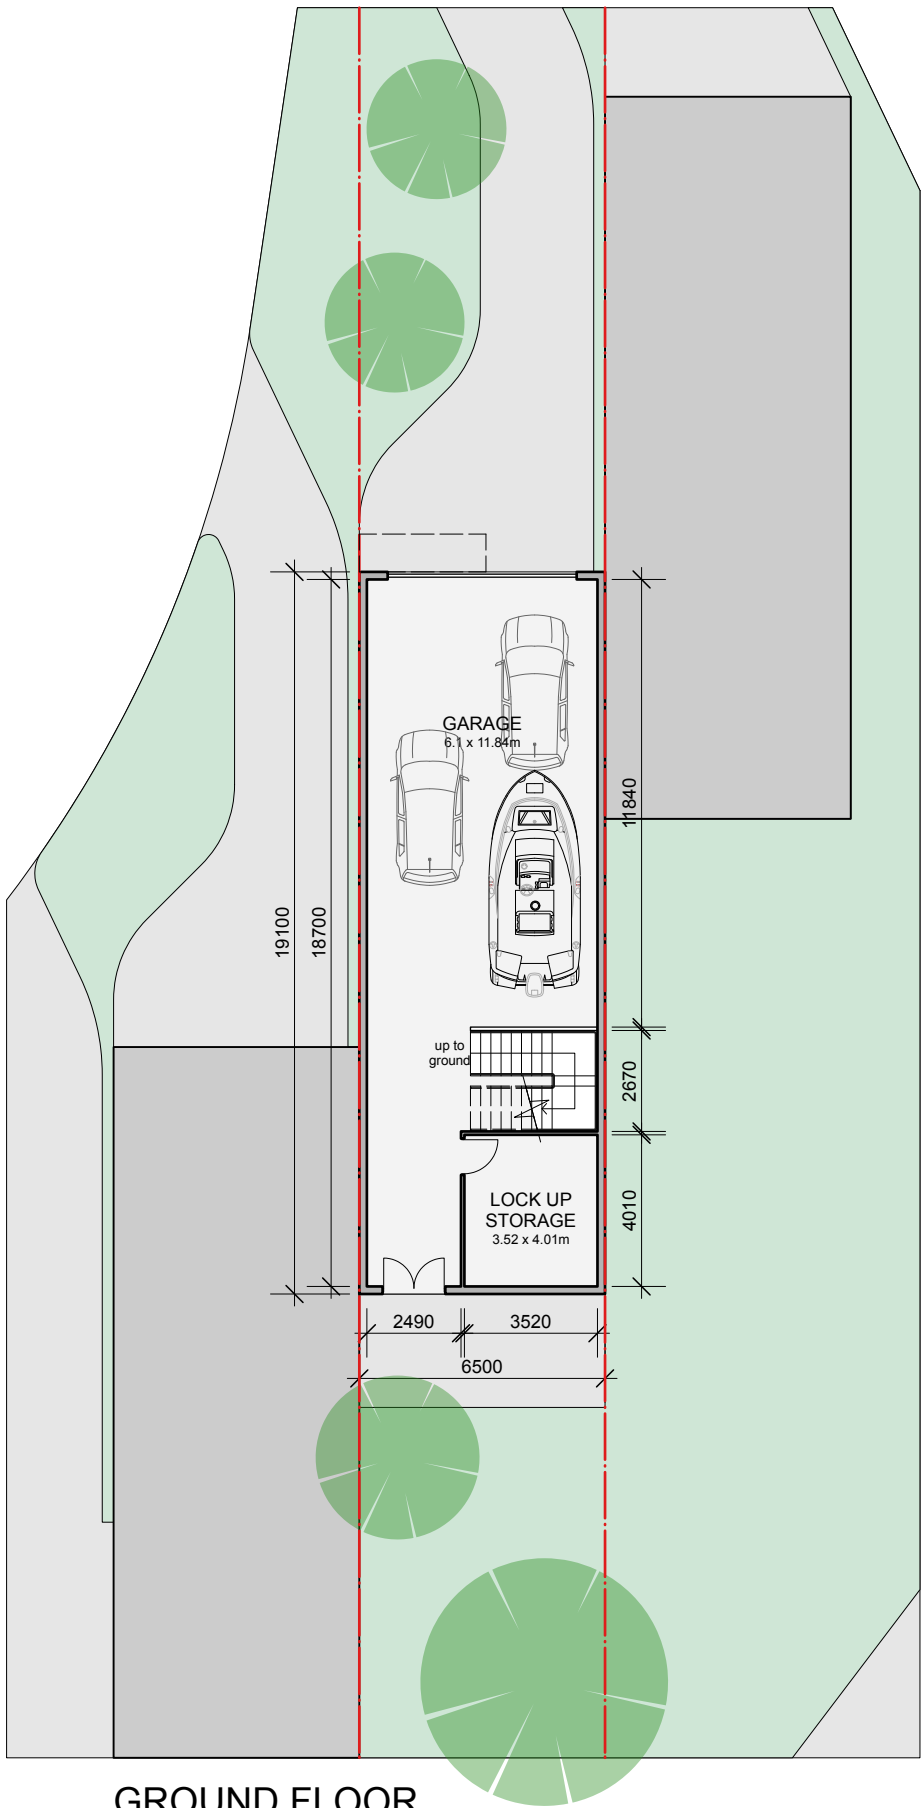 GARAGE
6.1 x 11.84m
11840
19100
18700
up to
ground
2670
LOCK UP
STORAGE
3.52 x 4.01m
4010
2490
3520
6500
GROUND FLOOR